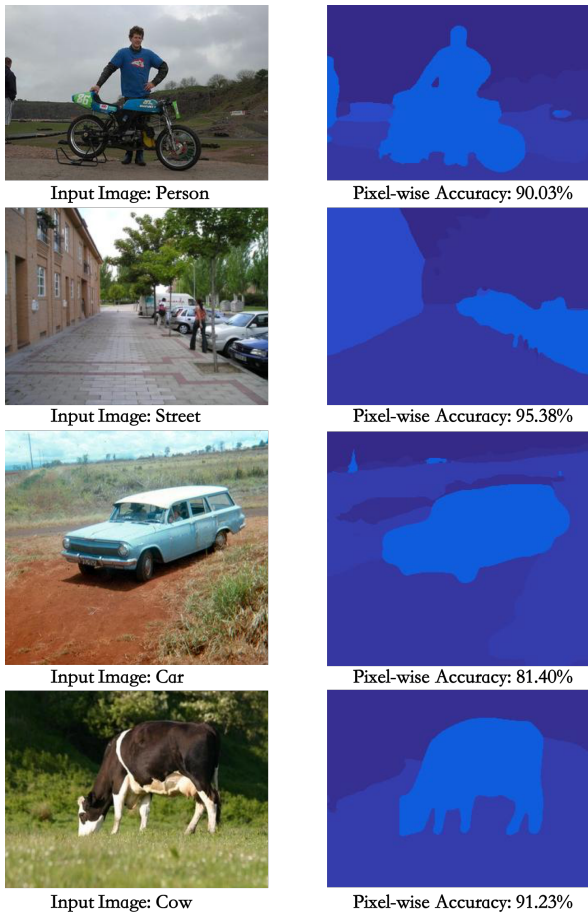 86
Input Image: Person
Pixel-wise Accuracy: 90.03%
Input Image: Street
Pixel-wise Accuracy: 95.38%
Input Image: Car
Pixel-wise Accuracy: 81.40%
Input Image: Cow
Pixel-wise Accuracy: 91.23%